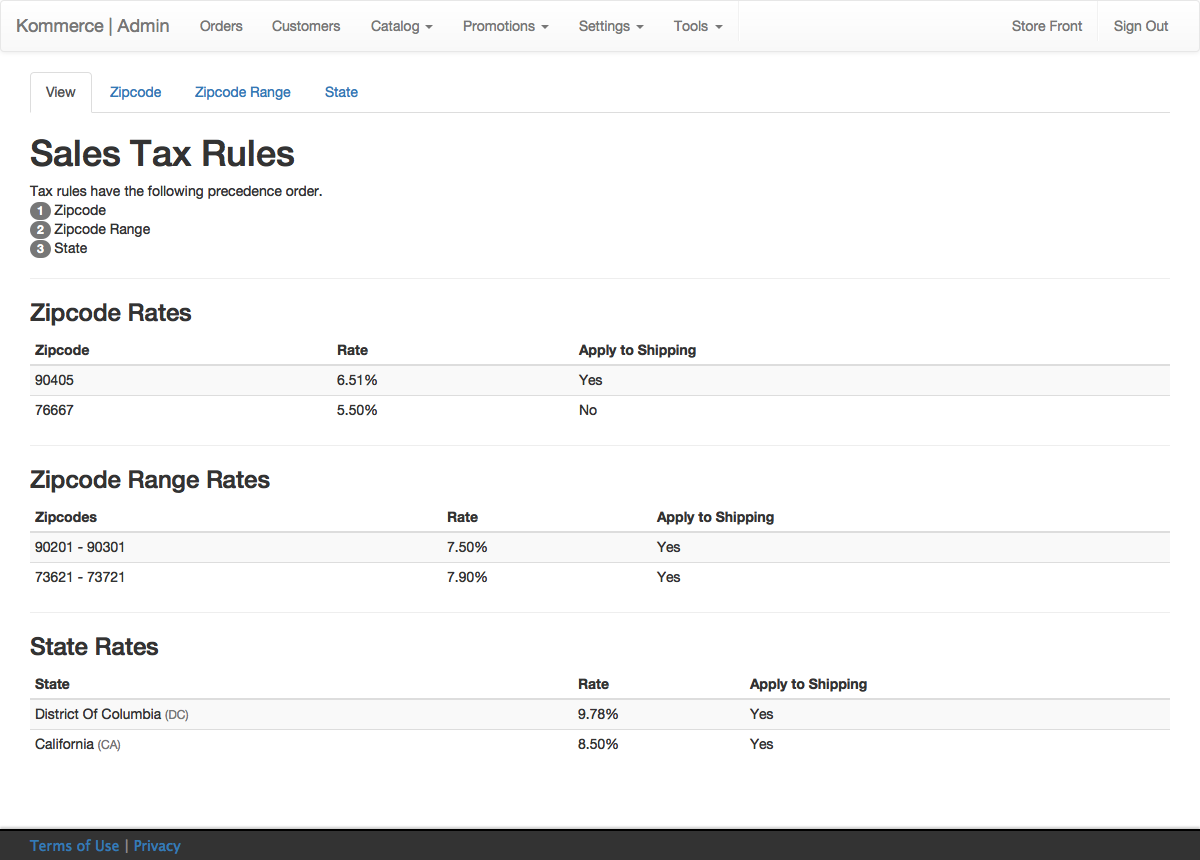 Kommerce | Admin Orders Customers Catalog Promotions Settings Tools Store Front Sign Out
View Zipcode Zipcode Range State
Sales Tax Rules
Tax rules have the following precedence order.
1 Zipcode
2 Zipcode Range
3 State
Zipcode Rates
Zipcode Rate Apply to Shipping
90405 6.51% Yes
76667 5.50% No
Zipcode Range Rates
Zipcodes Rate Apply to Shipping
90201 - 90301 7.50% Yes
73621 - 73721 7.90% Yes
State Rates
State Rate Apply to Shipping
District Of Columbia (DC) 9.78% Yes
California (CA) 8.50% Yes
Terms of Use | Privacy